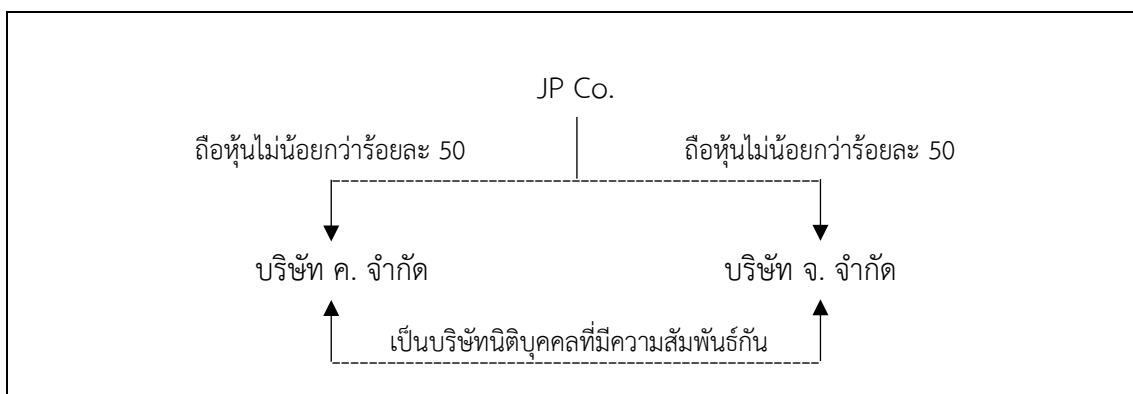 JP Co.
ถือหุ้นไม่น้อยกว่าร้อยละ 50 ถือหุ้นไม่น้อยกว่าร้อยละ 50
บริษัท ค. จำกัด บริษัท จ. จำกัด
เป็นบริษัทนิติบุคคลที่มีความสัมพันธ์กัน